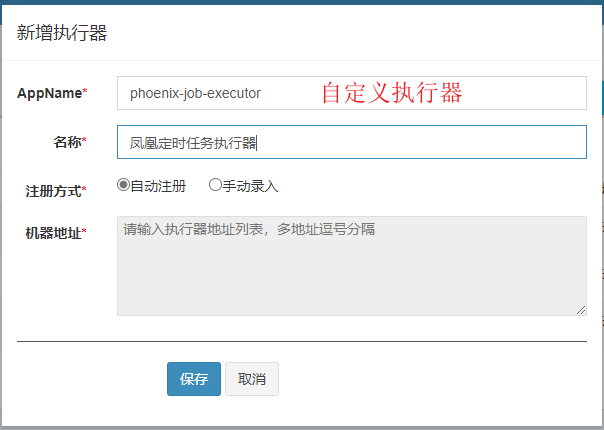 新增执行器
AppName* phoenix-job-executor 自定义执行器
名称* 凤凰定时任务执行器
注册方式* 自动注册 手动录入
机器地址* 请输入执行器地址列表，多地址逗号分隔
保存 取消